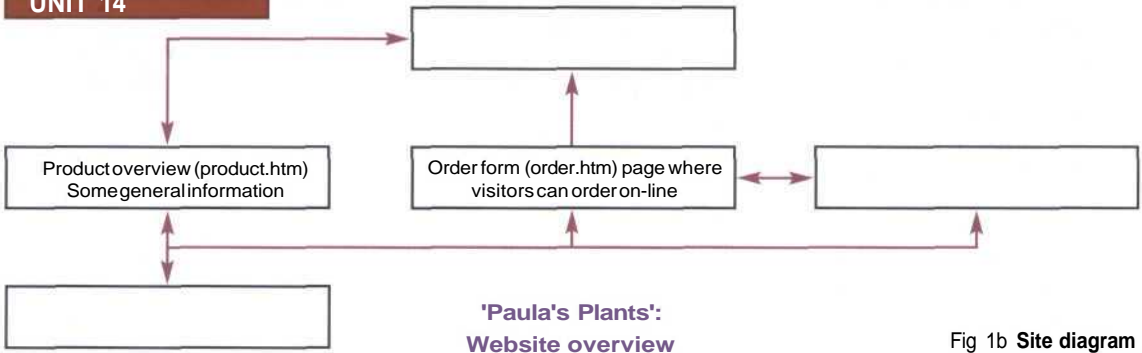 UNIT 14
Product overview (product.htm)
Some general information
Order form (order.htm) page where
visitors can order on-line
'Paula's Plants':
Website overview
Fig 1b Site diagram